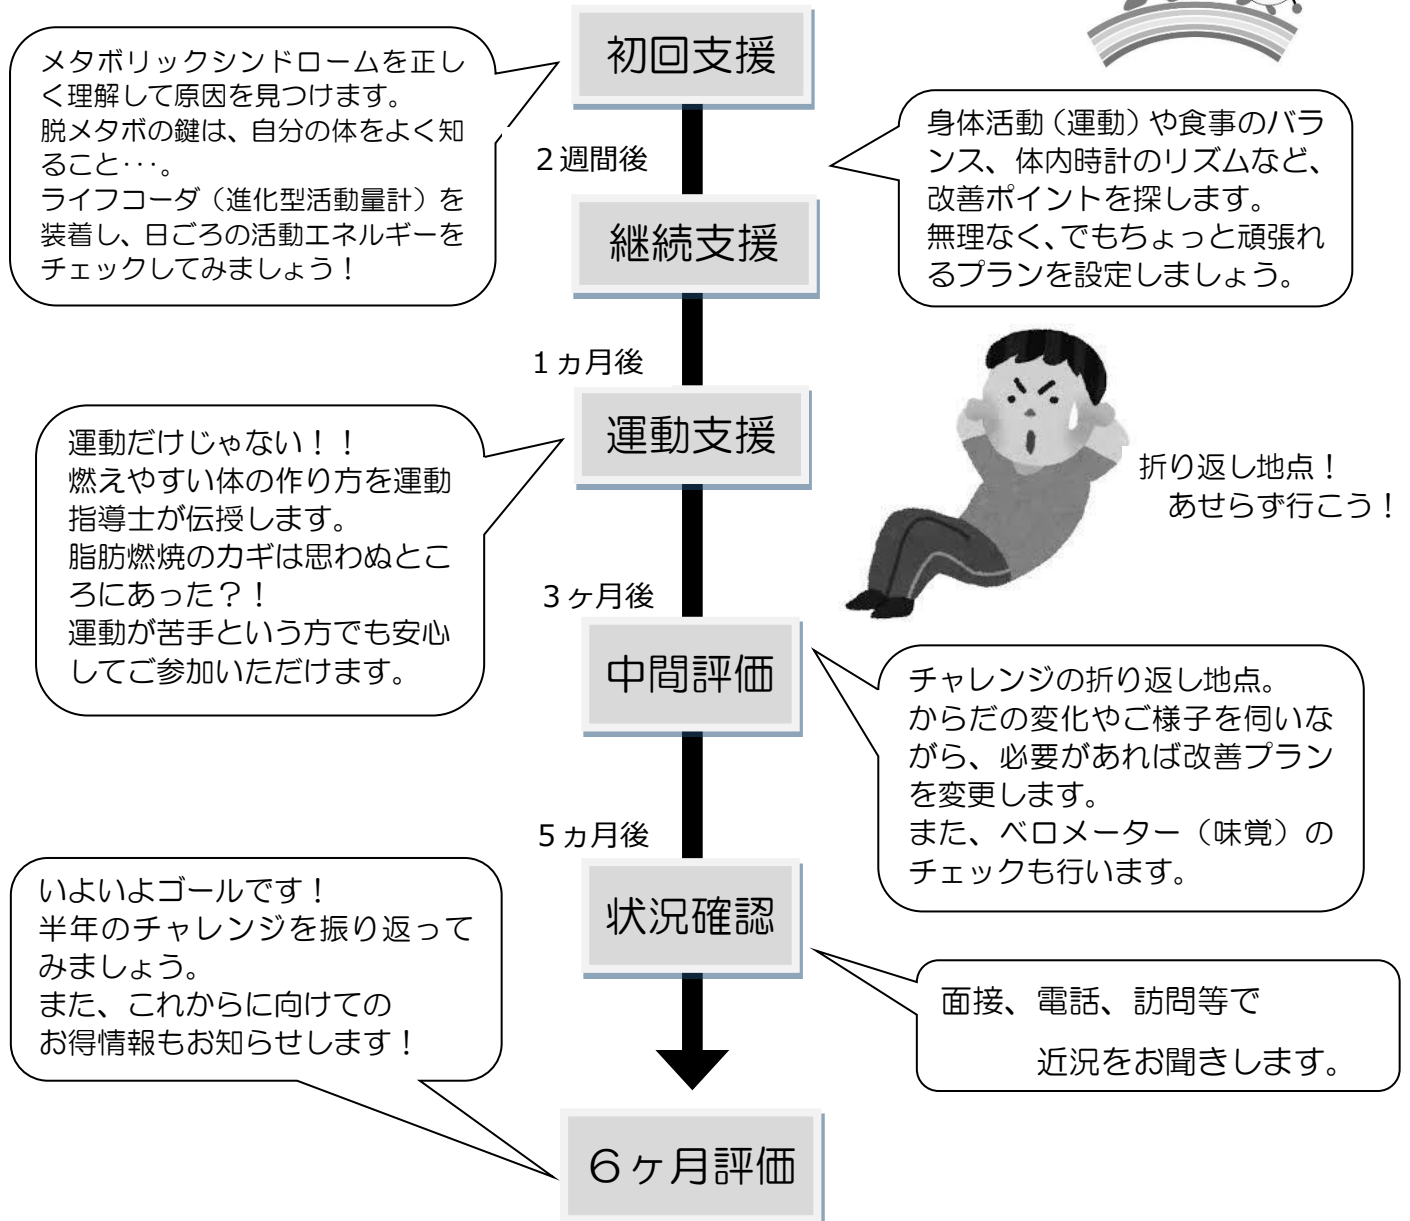 初回支援
メタボリックシンドロームを正し
く理解して原因を見つけます。
脱メタボの鍵は、自分の体をよく知
ること･･･。
ライフコーダ（進化型活動量計）を
装着し、日ごろの活動エネルギーを
チェックしてみましょう！
２週間後
継続支援
身体活動（運動）や食事のバラ
ンス、体内時計のリズムなど、
改善ポイントを探します。
無理なく、でもちょっと頑張れ
るプランを設定しましょう。
１ヵ月後
運動支援
運動だけじゃない！！
燃えやすい体の作り方を運動
指導士が伝授します。
脂肪燃焼のカギは思わぬとこ
ろにあった？！
運動が苦手という方でも安心
してご参加いただけます。
折り返し地点！
あせらず行こう！
３ヶ月後
中間評価
チャレンジの折り返し地点。
からだの変化やご様子を伺いな
がら、必要があれば改善プラン
を変更します。
また、ベロメーター（味覚）の
チェックも行います。
５ヵ月後
状況確認
面接、電話、訪問等で
近況をお聞きします。
いよいよゴールです！
半年のチャレンジを振り返って
みましょう。
また、これからに向けての
お得情報もお知らせします！
６ヶ月評価